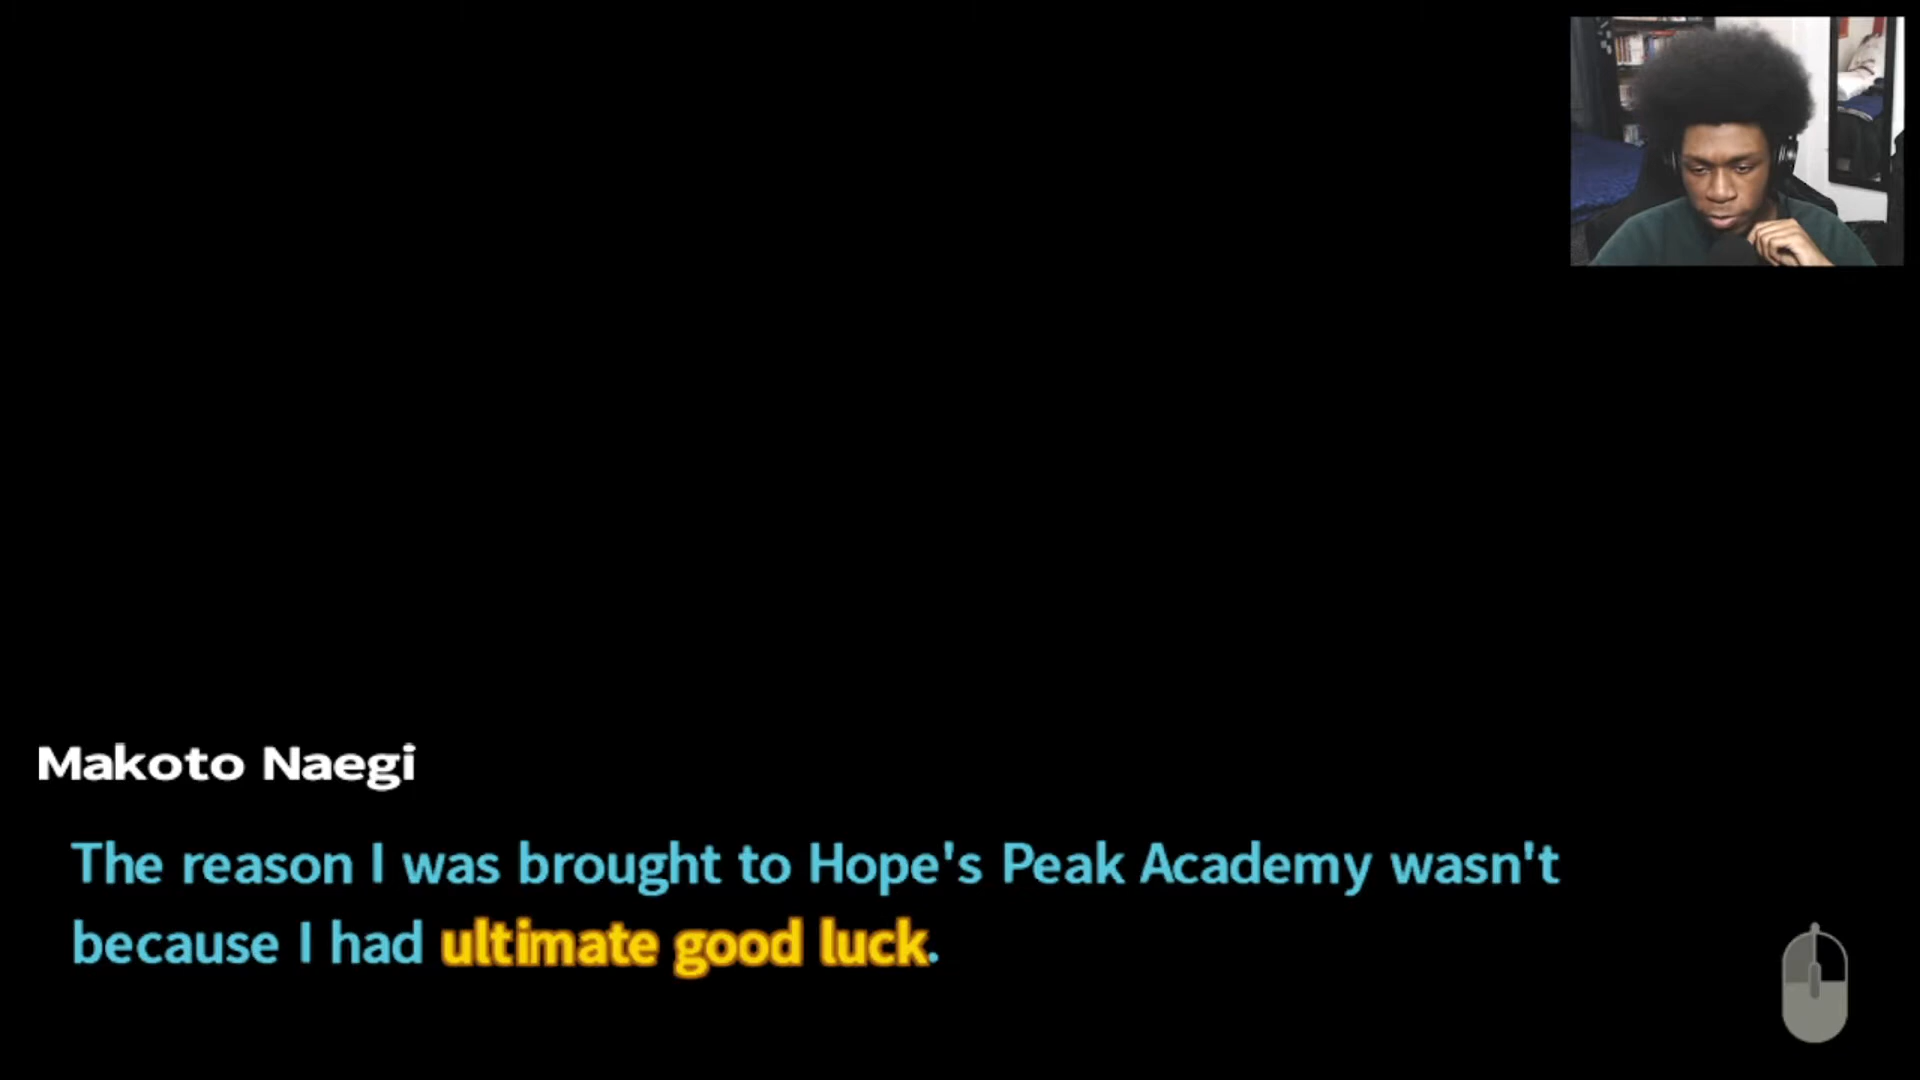 Makoto Naegi
The reason I was brought to Hope's Peak Academy wasn't
because I had ultimate good luck.